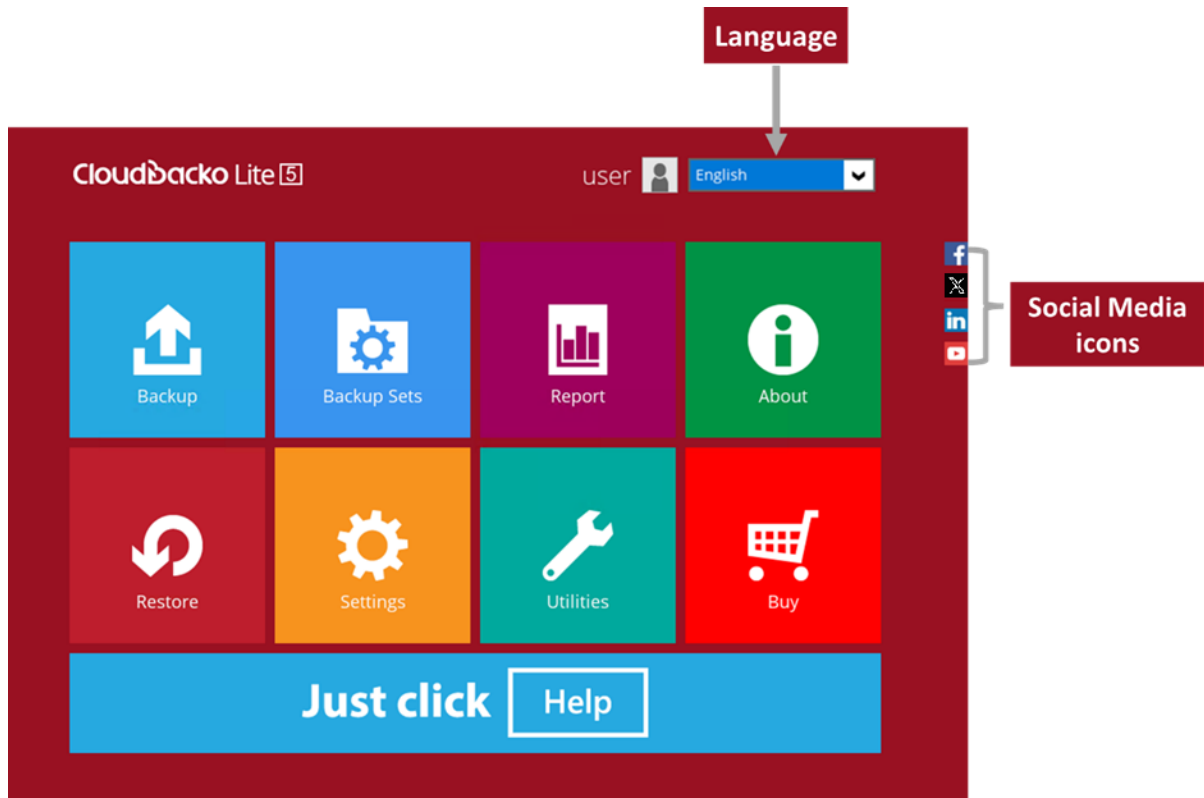 Language
Cloudbacko Lite 5
user
English
Backup
Backup Sets
Report
About
Social Media
icons
Restore
Settings
Utilities
Buy
Just click Help